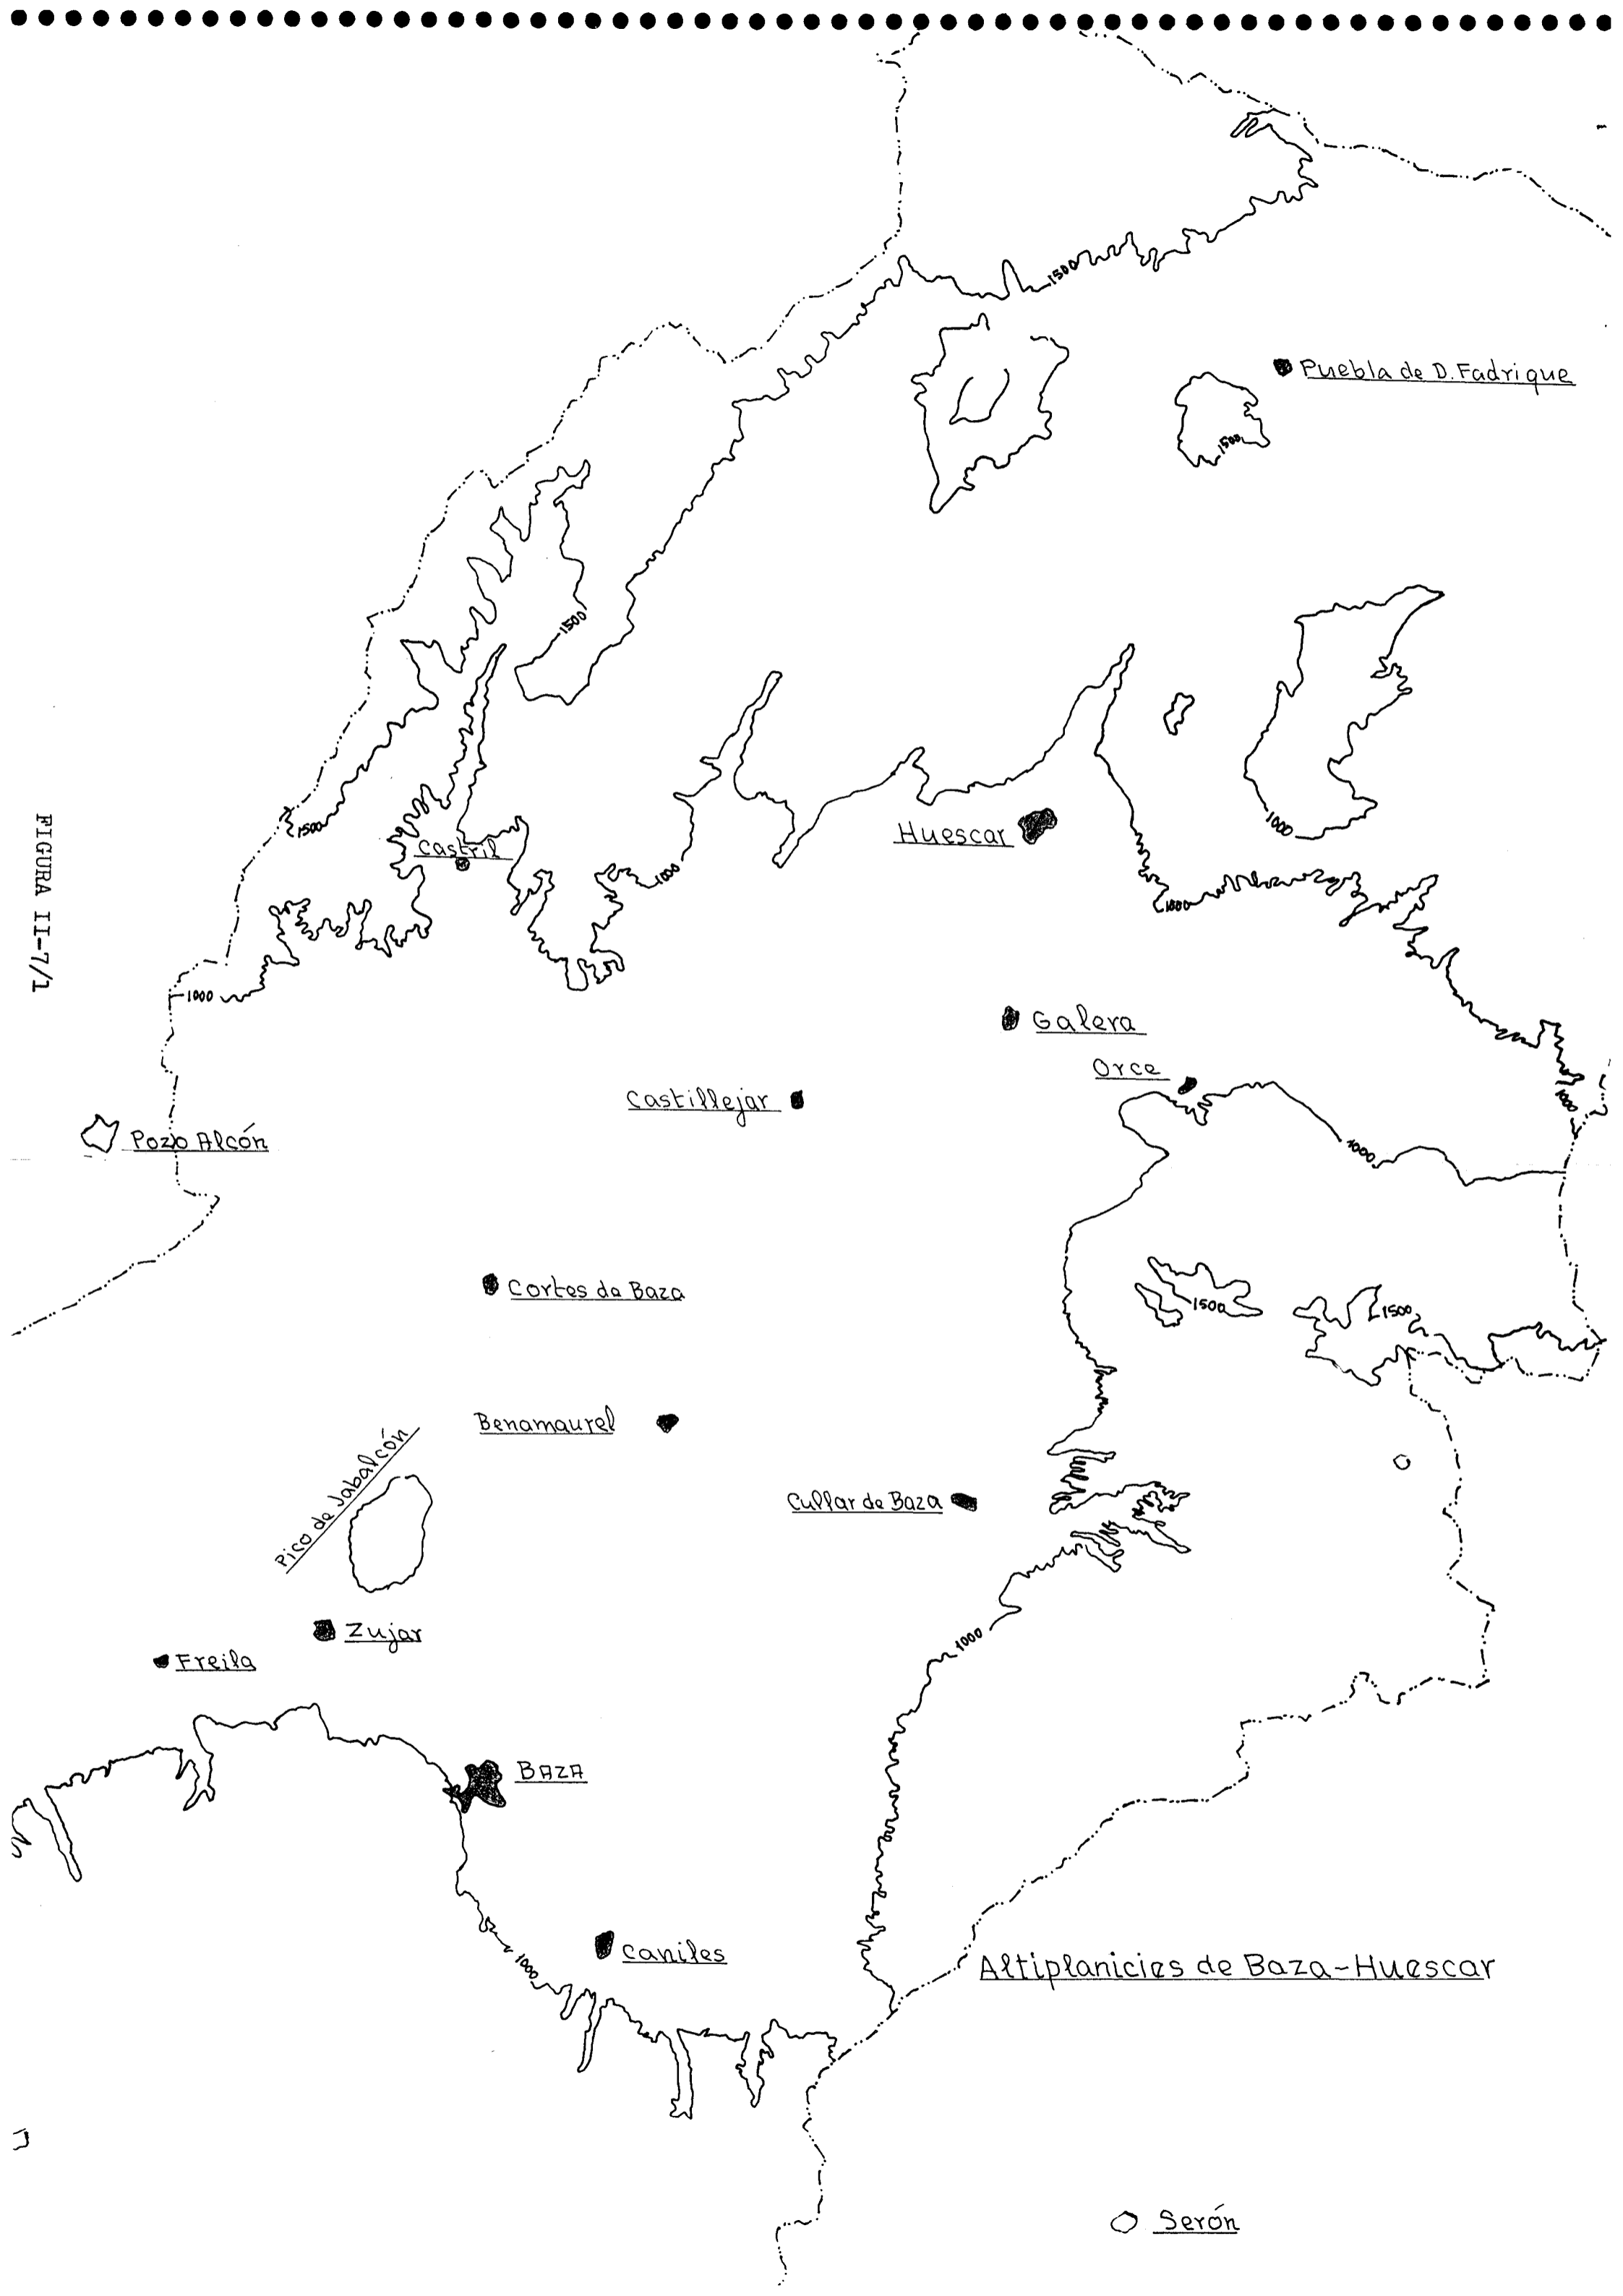 1500
Puebla de D. Fadrique
1500
1500
1500
1000
Huescar
Castril
1000
1000
1000
FIGURA II-7/1
Galera
Orce
Castillejar
1000
Pozo Alcón
1000
Cortes de Baza
1500
1500
Benamaurel
Pico de Jabalcón
Cullar de Baza
Zujar
1000
Freila
BAZA
Caniles
1000
Altiplanicies de Baza-Huescar
Serón